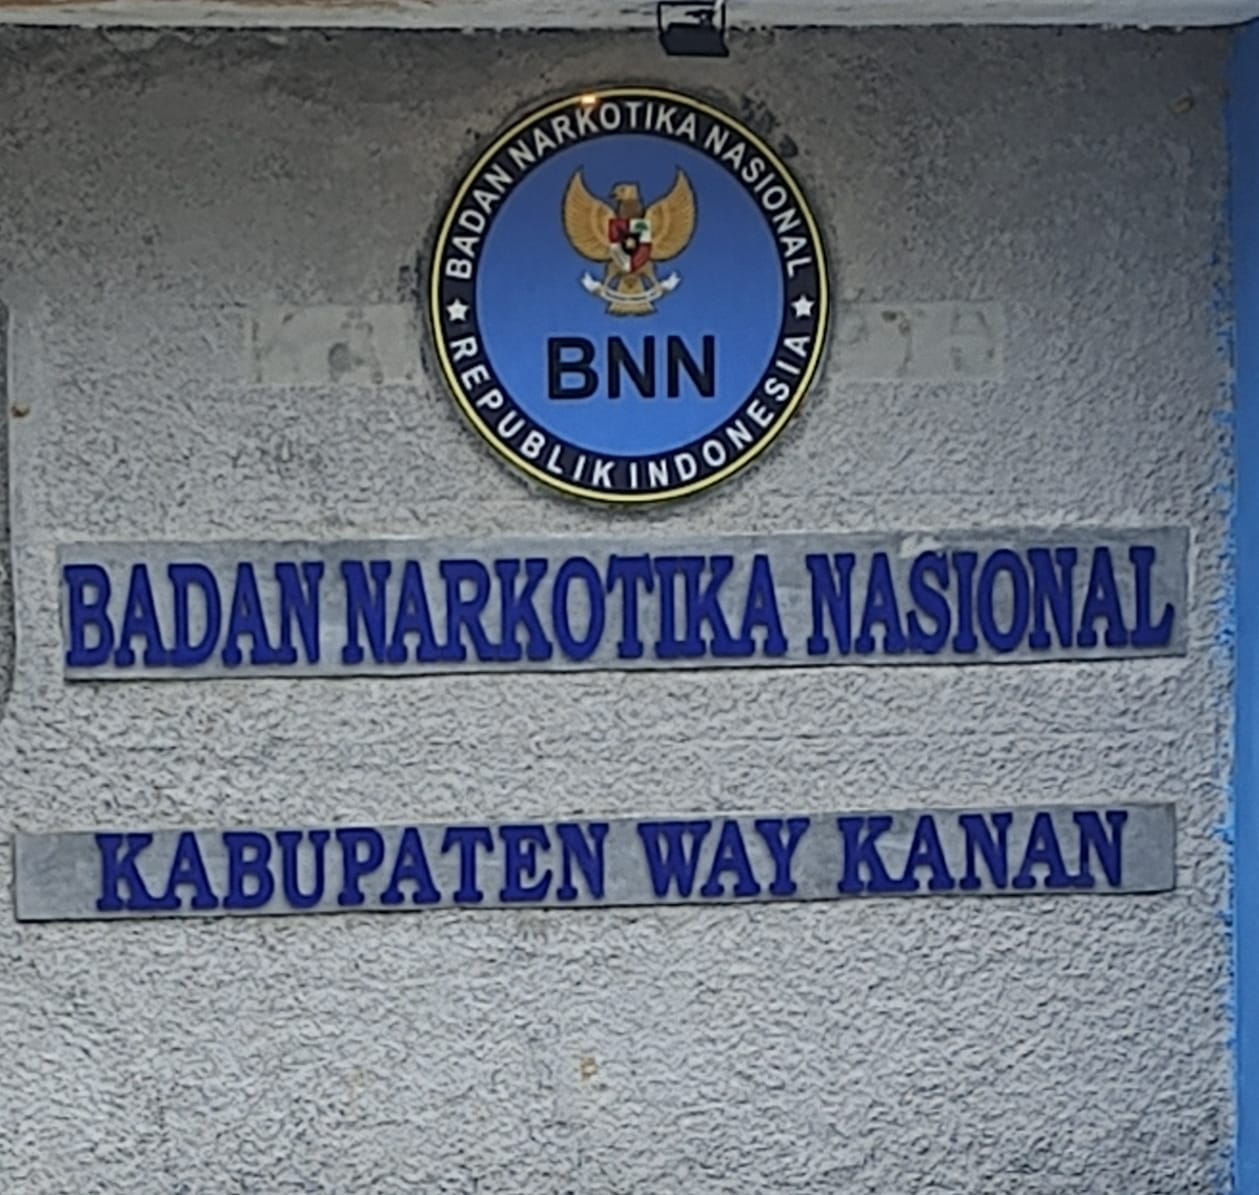 BADAN NARKOTIKA NASIONAL
BNN
REPUBLIK INDONESIA
BADAN NARKOTIKA NASIONAL
KABUPATEN WAY KANAN